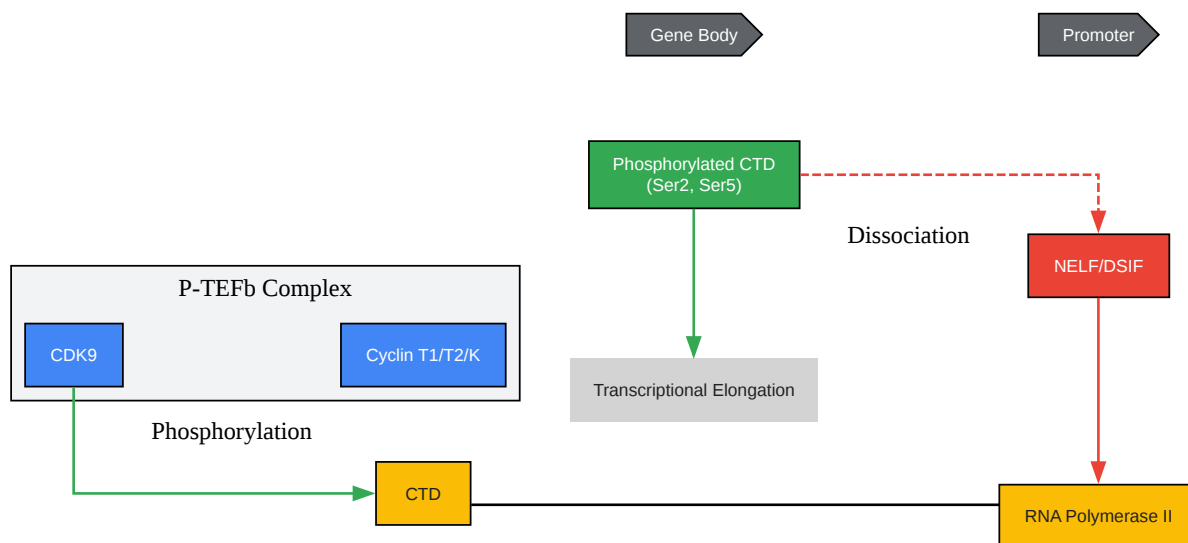 Gene Body
Promoter
Phosphorylated CTD
(Ser2, Ser5)
Dissociation
NELF/DSIF
P-TEFb Complex
CDK9
Cyclin T1/T2/K
Transcriptional Elongation
Phosphorylation
CTD
RNA Polymerase II